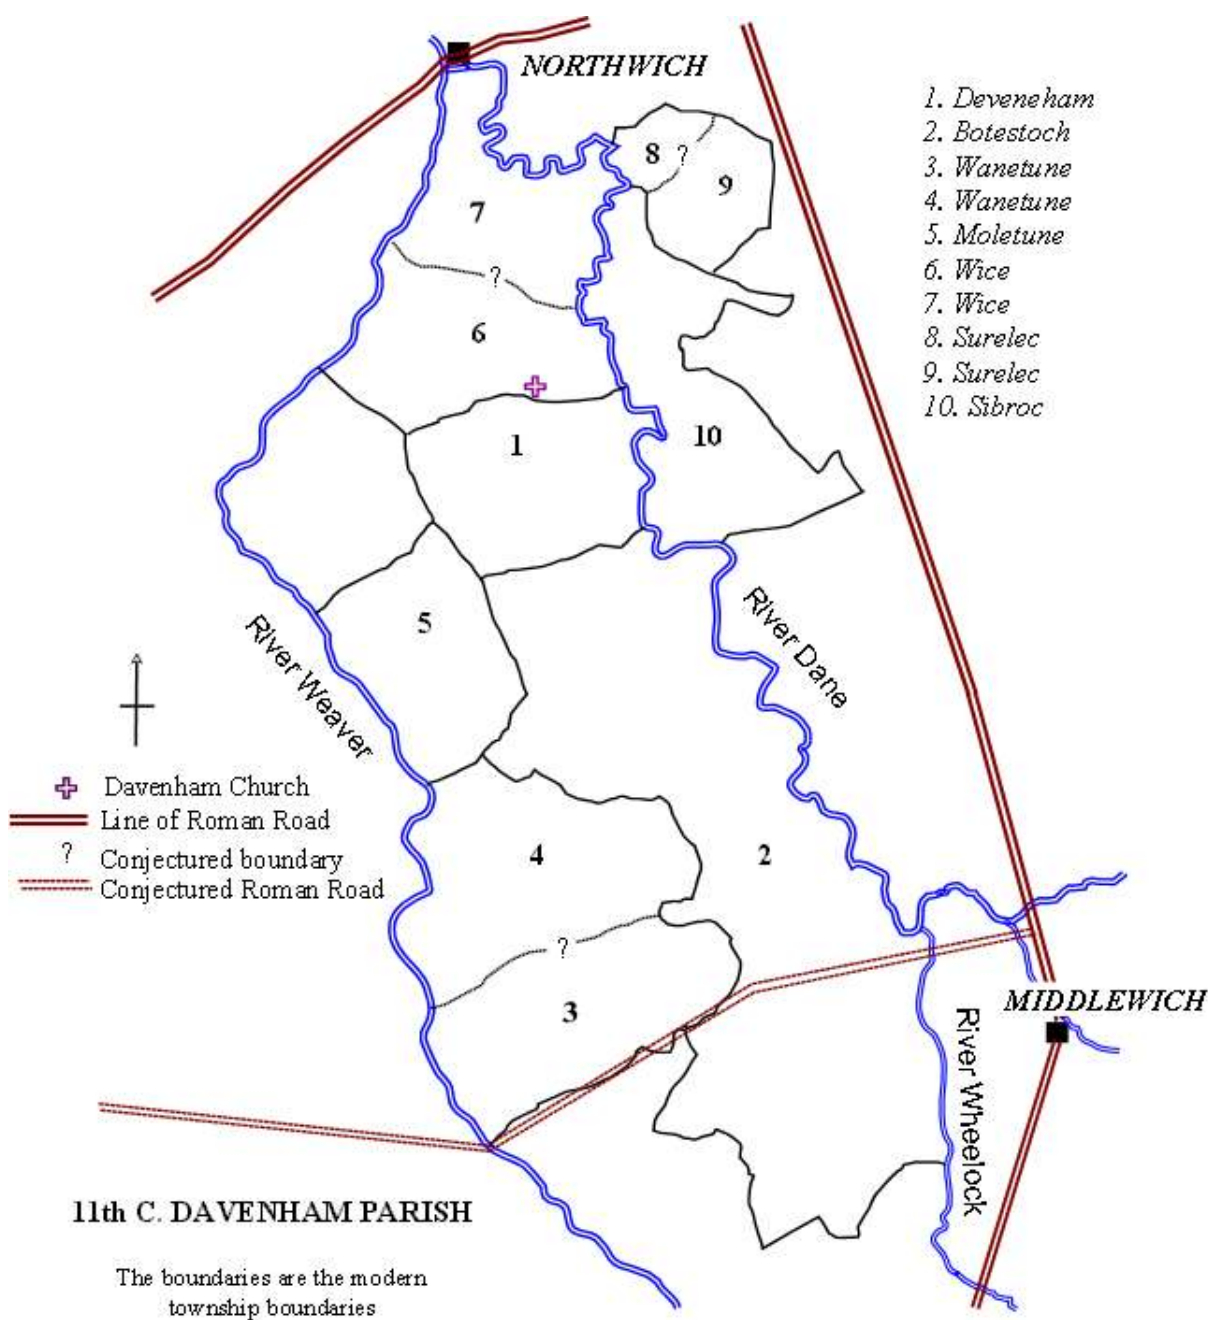 NORTHWICH
1. Deveneham
2. Botestoch
3. Wanetune
4. Wanetune
5. Moletune
6. Wice
7. Wice
8. Surelec
9. Surelec
10. Sibroc
8
?
9
7
?
6
1
10
5
River Weaver
River Dane
Davenham Church
Line of Roman Road
? Conjectured boundary
Conjectured Roman Road
4
2
?
3
MIDDLEWICH
River Wheelock
11th C. DAVENHAM PARISH
The boundaries are the modern
township boundaries